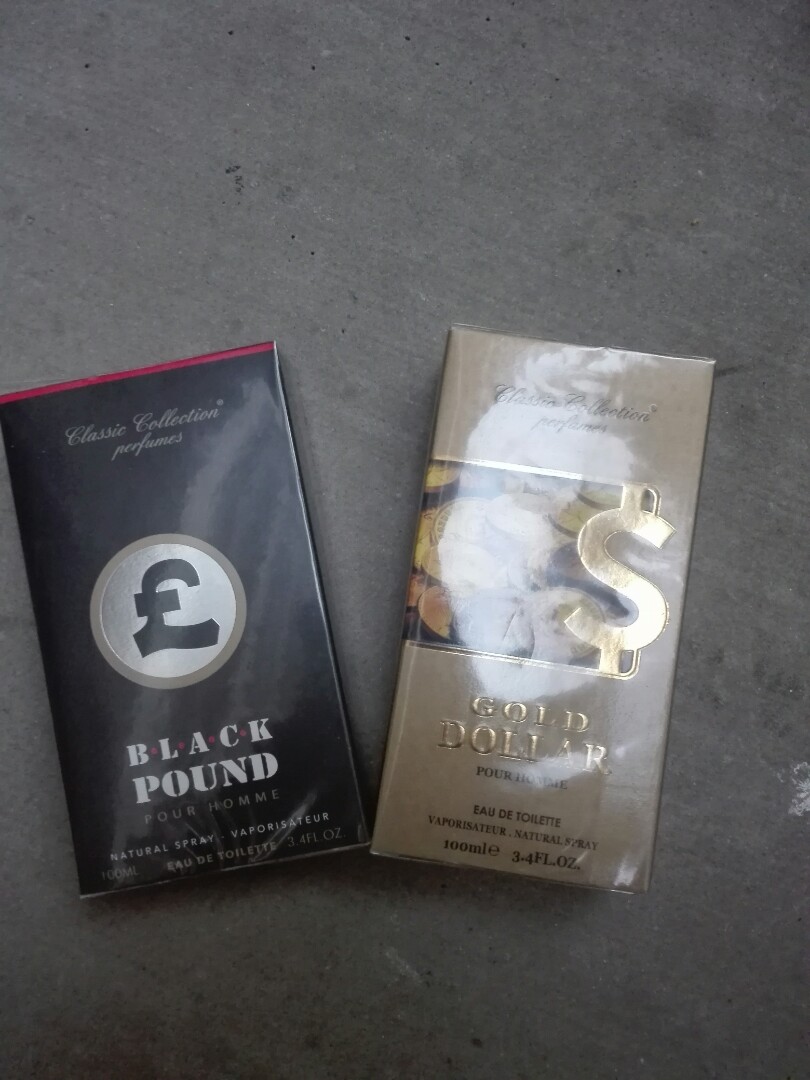 Classic Collection®
perfumes
£
B·L·A·C·K
POUND
POUR HOMME
NATURAL SPRAY · VAPORISATEUR
100ML EAU DE TOILETTE 3.4FL.OZ.
Classic Collection®
perfumes
$
GOLD
DOLLAR
POUR HOMME
EAU DE TOILETTE
VAPORISATEUR . NATURAL SPRAY
100ml℮ 3.4FL.OZ.